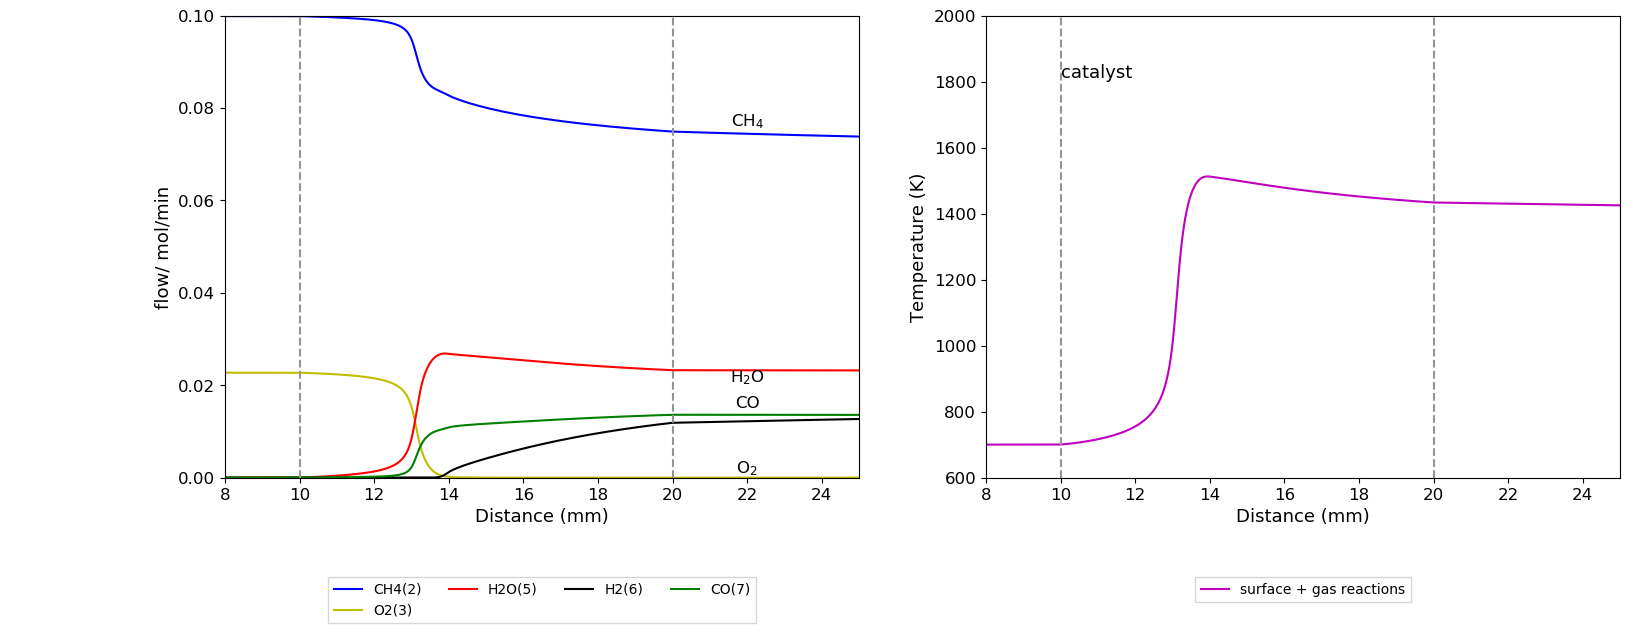 0.10
0.08
0.06
0.04
0.02
0.00
flow/ mol/min
CH4
H2O
CO
O2
8 10 12 14 16 18 20 22 24
Distance (mm)
CH4(2) H2O(5) H2(6) CO(7)
O2(3)
2000
1800
1600
1400
1200
1000
800
600
Temperature (K)
catalyst
8 10 12 14 16 18 20 22 24
Distance (mm)
surface + gas reactions